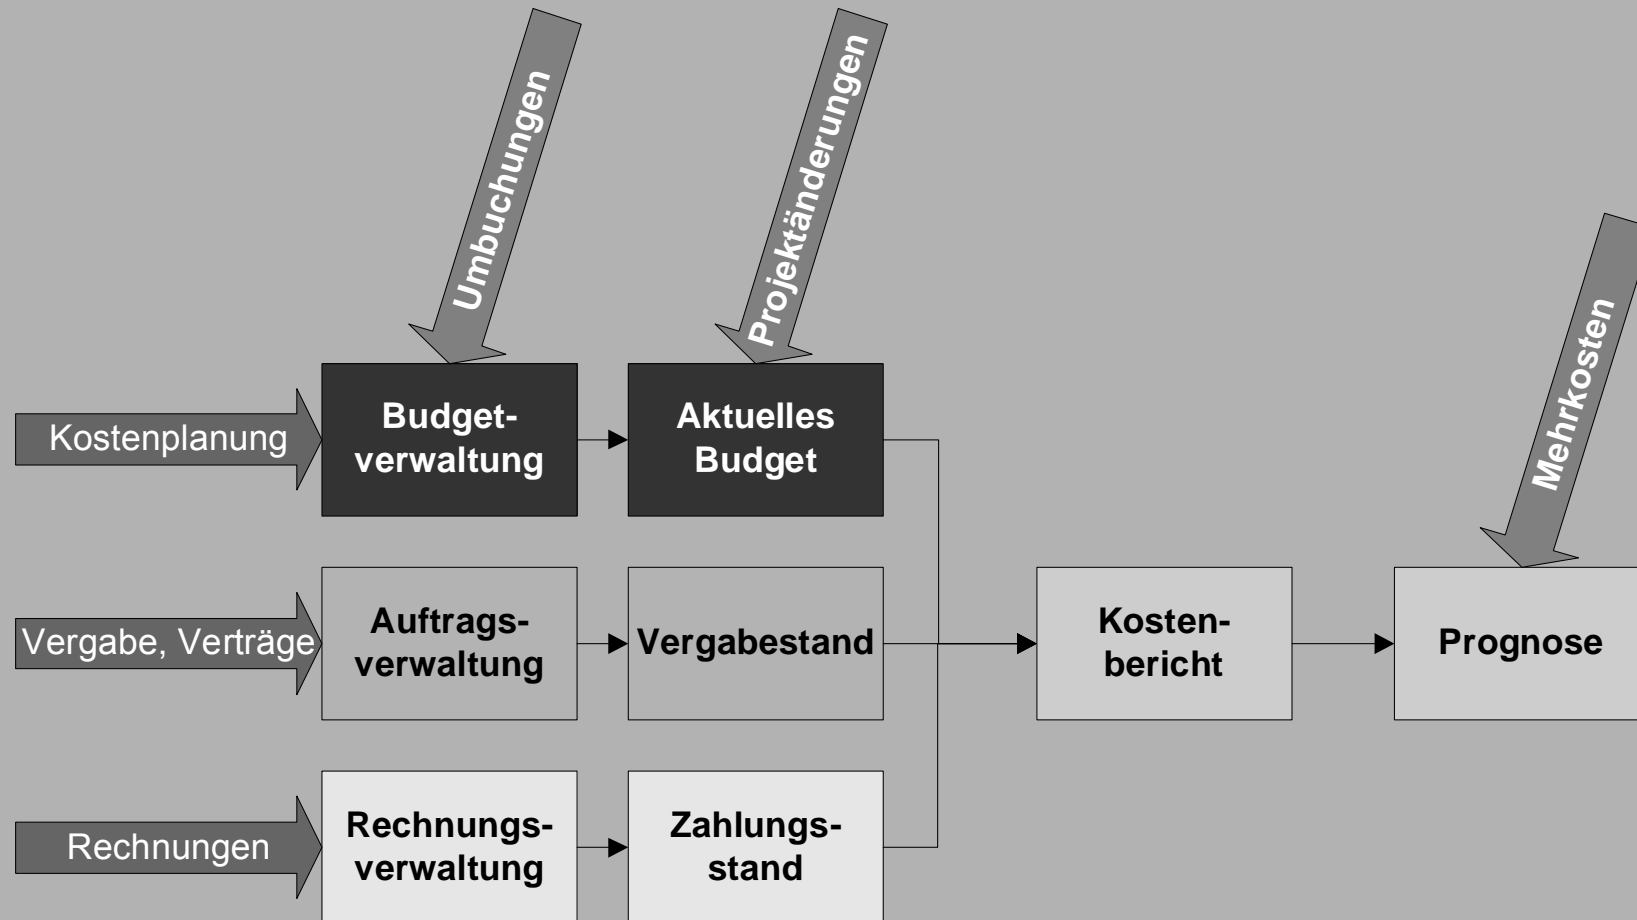 Umbuchungen
Projektänderungen
Mehrkosten
Kostenplanung
Budget-
verwaltung
Aktuelles
Budget
Vergabe, Verträge
Auftrags-
verwaltung
Vergabestand
Kosten-
bericht
Prognose
Rechnungen
Rechnungs-
verwaltung
Zahlungs-
stand